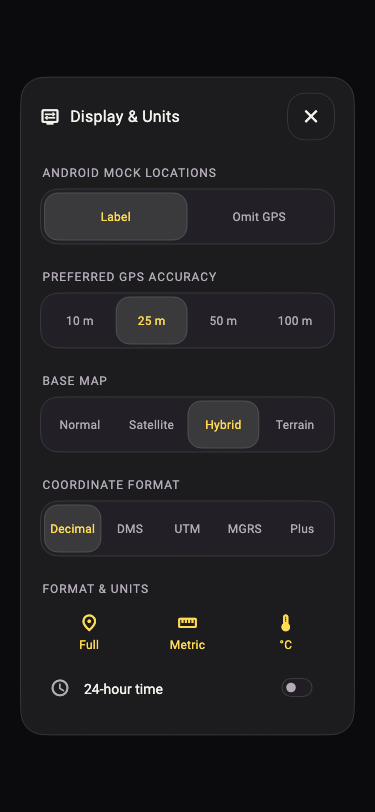 Display & Units
ANDROID MOCK LOCATIONS
Label Omit GPS
PREFERRED GPS ACCURACY
10 m 25 m 50 m 100 m
BASE MAP
Normal Satellite Hybrid Terrain
COORDINATE FORMAT
Decimal DMS UTM MGRS Plus
FORMAT & UNITS
Full Metric °C
24-hour time